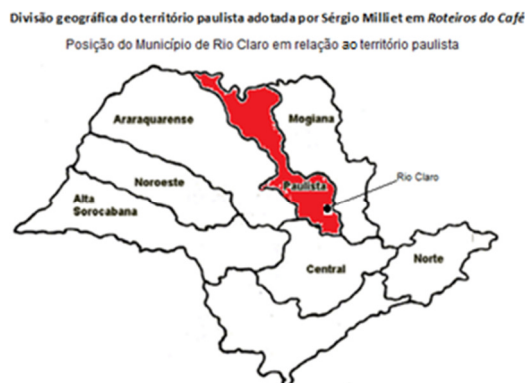 Divisão geográfica do território paulista adotada por Sérgio Milliet em Roteiros do Café
Posição do Município de Rio Claro em relação ao território paulista
Araraquarense
Mogiana
Noroeste
Paulista
Rio Claro
Alta
Sorocabana
Central
Norte